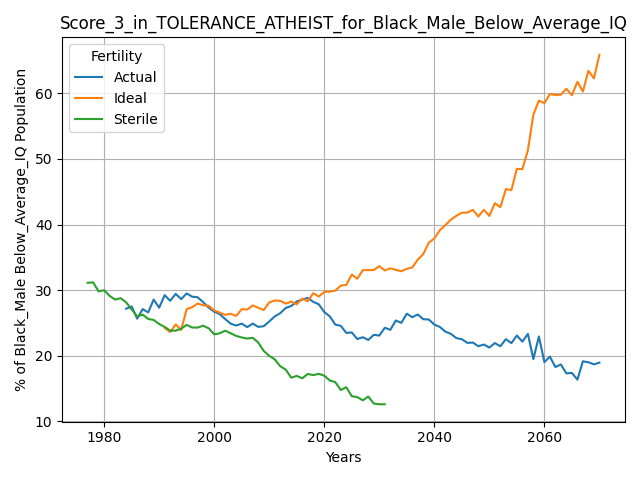 Score_3_in_TOLERANCE_ATHEIST_for_Black_Male_Below_Average_IQ
Fertility
Actual
Ideal
Sterile
% of Black_Male Below_Average_IQ Population
60
50
40
30
20
10
1980 2000 2020 2040 2060
Years